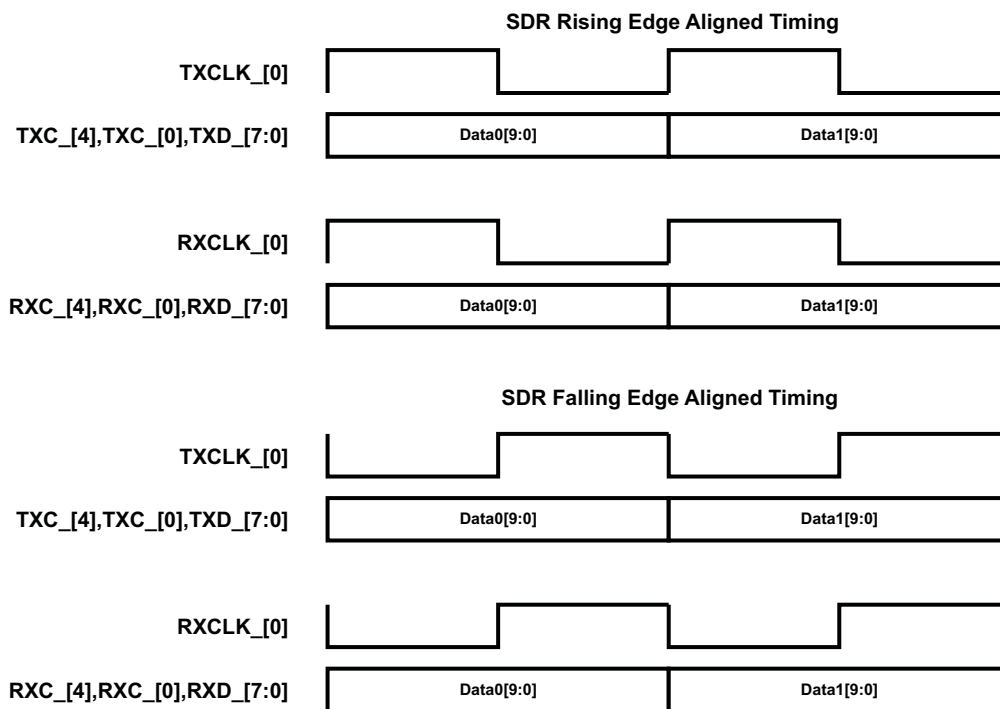 SDR Rising Edge Aligned Timing
TXCLK_[0]
TXC_[4],TXC_[0],TXD_[7:0] Data0[9:0] Data1[9:0]
RXCLK_[0]
RXC_[4],RXC_[0],RXD_[7:0] Data0[9:0] Data1[9:0]
SDR Falling Edge Aligned Timing
TXCLK_[0]
TXC_[4],TXC_[0],TXD_[7:0] Data0[9:0] Data1[9:0]
RXCLK_[0]
RXC_[4],RXC_[0],RXD_[7:0] Data0[9:0] Data1[9:0]